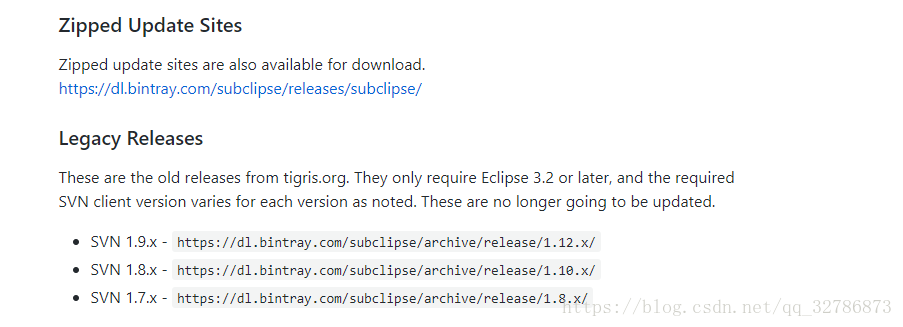 Zipped Update Sites
Zipped update sites are also available for download.
https://dl.bintray.com/subclipse/releases/subclipse/
Legacy Releases
These are the old releases from tigris.org. They only require Eclipse 3.2 or later, and the required
SVN client version varies for each version as noted. These are no longer going to be updated.
SVN 1.9.x - https://dl.bintray.com/subclipse/archive/release/1.12.x/
SVN 1.8.x - https://dl.bintray.com/subclipse/archive/release/1.10.x/
SVN 1.7.x - https://dl.bintray.com/subclipse/archive/release/1.8.x/
https://blog.csdn.net/qq_32786873